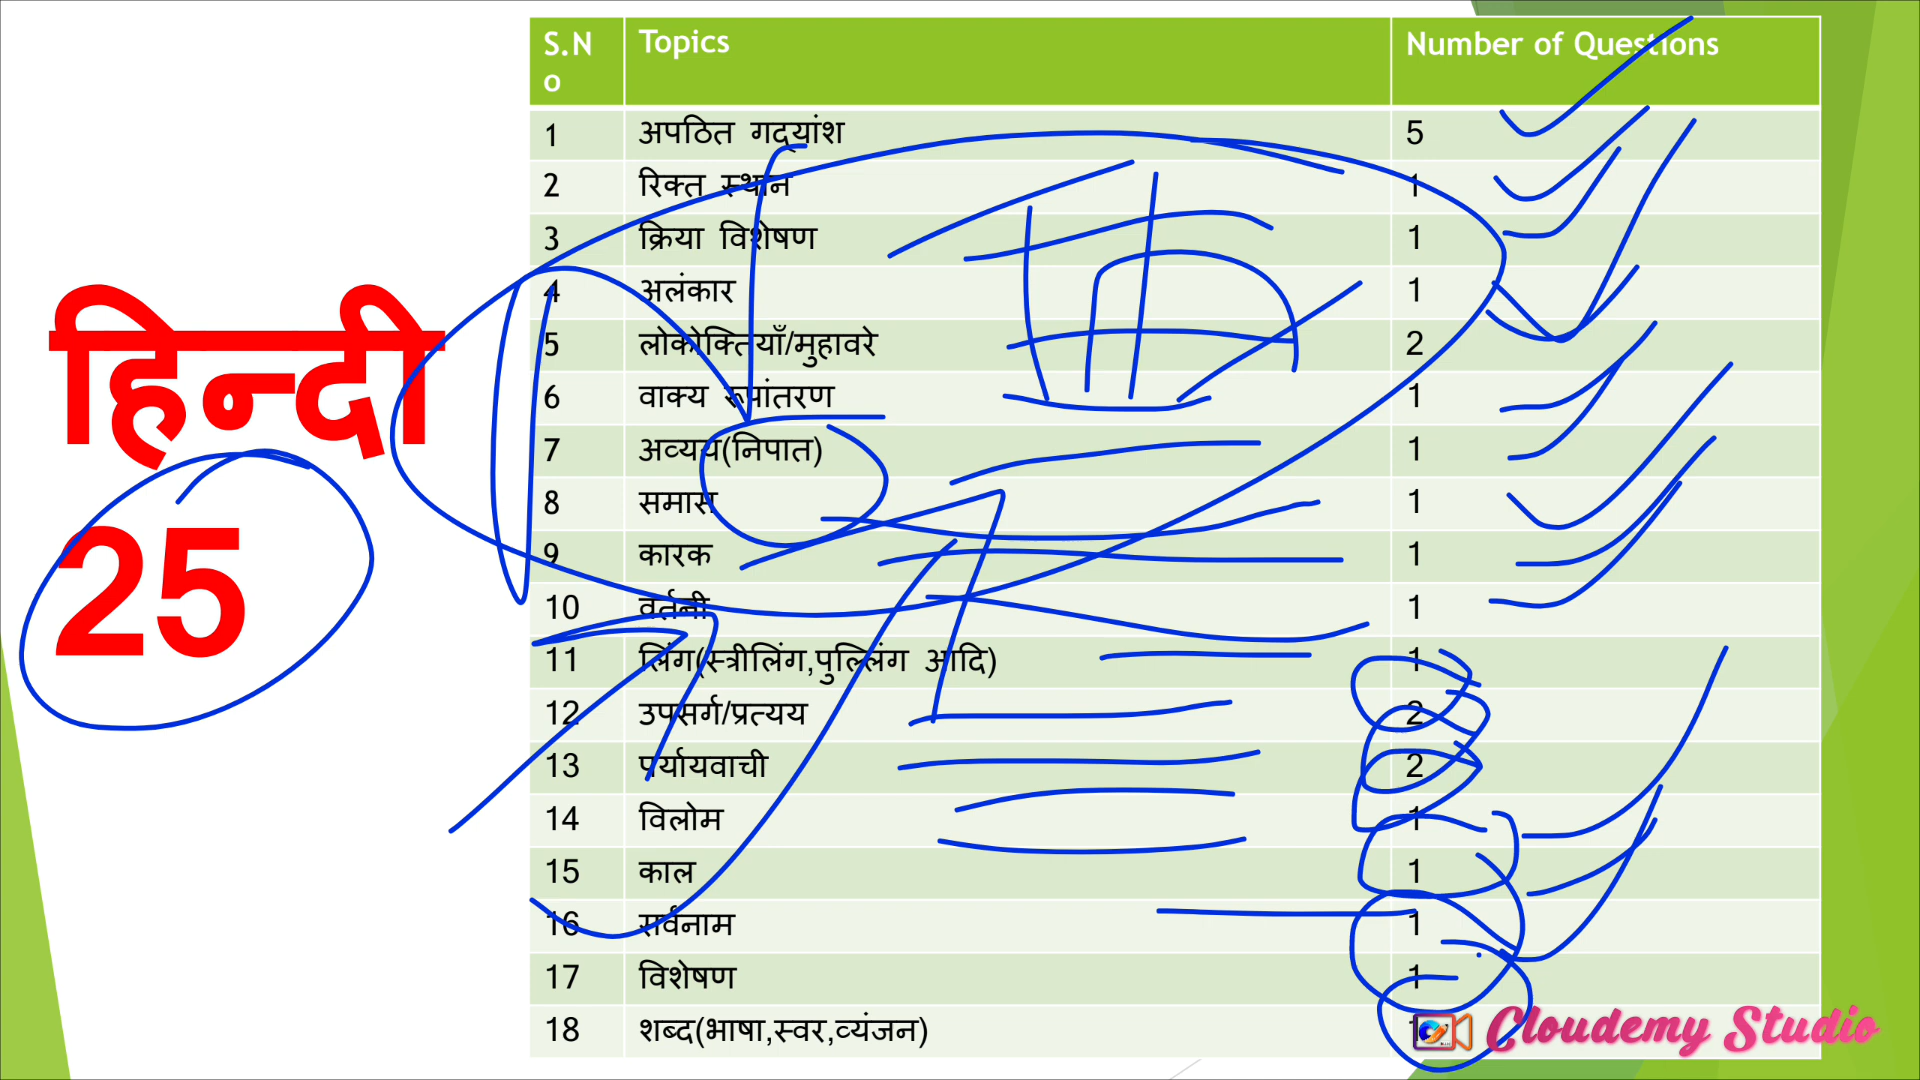 S.No Topics Number of Questions
1 अपठित गद्यांश 5
2 रिक्त स्थान 1
3 क्रिया विशेषण 1
4 अलंकार 1
5 लोकोक्तियाँ/मुहावरे 2
6 वाक्य रूपांतरण 1
7 अव्यय(निपात) 1
8 समास 1
9 कारक 1
10 वर्तनी 1
11 लिंग(स्त्रीलिंग,पुल्लिंग आदि) 1
12 उपसर्ग/प्रत्यय 2
13 पर्यायवाची 2
14 विलोम 1
15 काल 1
16 सर्वनाम 1
17 विशेषण 1
18 शब्द(भाषा,स्वर,व्यंजन)
हिन्दी
25
Cloudemy Studio